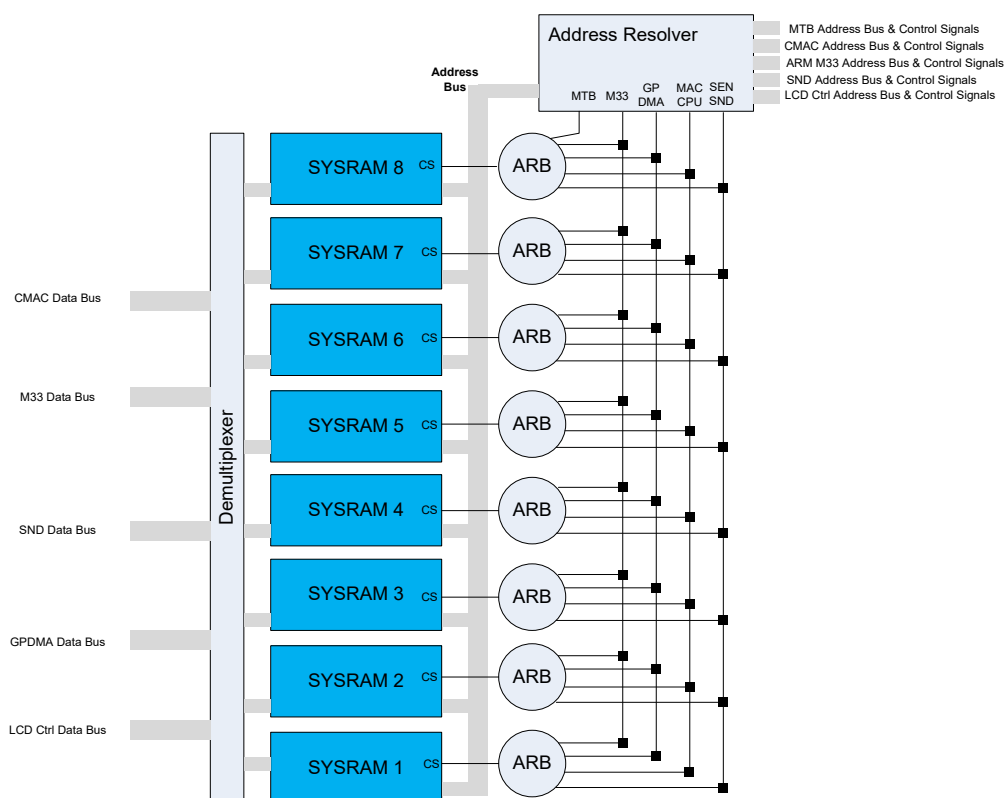 Address Resolver
MTB
M33
GP
DMA
MAC
CPU
SEN
SND
MTB Address Bus & Control Signals
CMAC Address Bus & Control Signals
ARM M33 Address Bus & Control Signals
SND Address Bus & Control Signals
LCD Ctrl Address Bus & Control Signals
Address
Bus
Demultiplexer
CMAC Data Bus
M33 Data Bus
SND Data Bus
GPDMA Data Bus
LCD Ctrl Data Bus
SYSRAM 8
CS
ARB
SYSRAM 7
CS
ARB
SYSRAM 6
CS
ARB
SYSRAM 5
CS
ARB
SYSRAM 4
CS
ARB
SYSRAM 3
CS
ARB
SYSRAM 2
CS
ARB
SYSRAM 1
CS
ARB